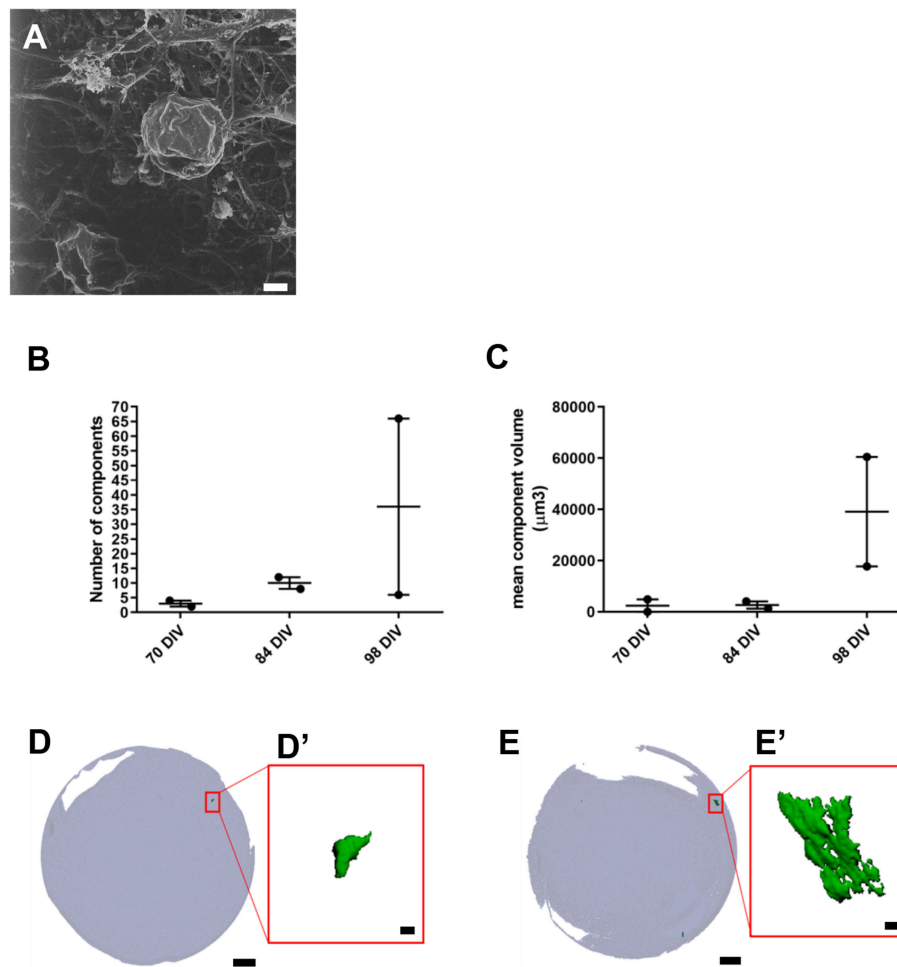 A
B
Number of components
70
65
60
55
50
45
40
35
30
25
20
15
10
5
0
70 DIV
84 DIV
98 DIV
C
mean component volume
(μm3)
80000
60000
40000
20000
0
70 DIV
84 DIV
98 DIV
D
D’
E
E’